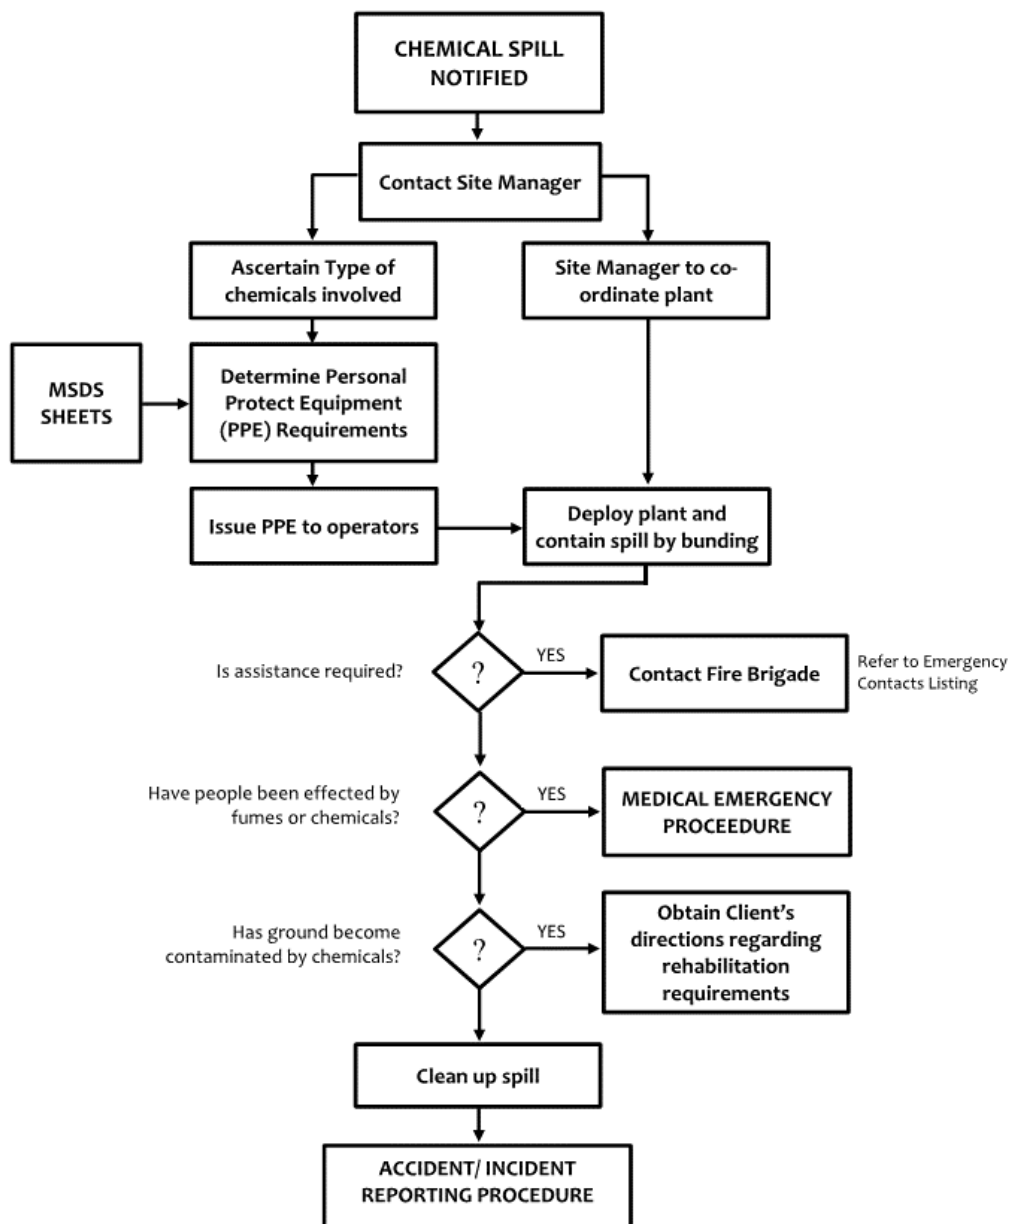 CHEMICAL SPILL
NOTIFIED
Contact Site Manager
Ascertain Type of
chemicals involved
Site Manager to co-
ordinate plant
MSDS
SHEETS
Determine Personal
Protect Equipment
(PPE) Requirements
Issue PPE to operators
Deploy plant and
contain spill by bunding
Is assistance required?
?
YES
Contact Fire Brigade
Refer to Emergency
Contacts Listing
Have people been effected by
fumes or chemicals?
?
YES
MEDICAL EMERGENCY
PROCEEDURE
Has ground become
contaminated by chemicals?
?
YES
Obtain Client's
directions regarding
rehabilitation
requirements
Clean up spill
ACCIDENT/ INCIDENT
REPORTING PROCEDURE